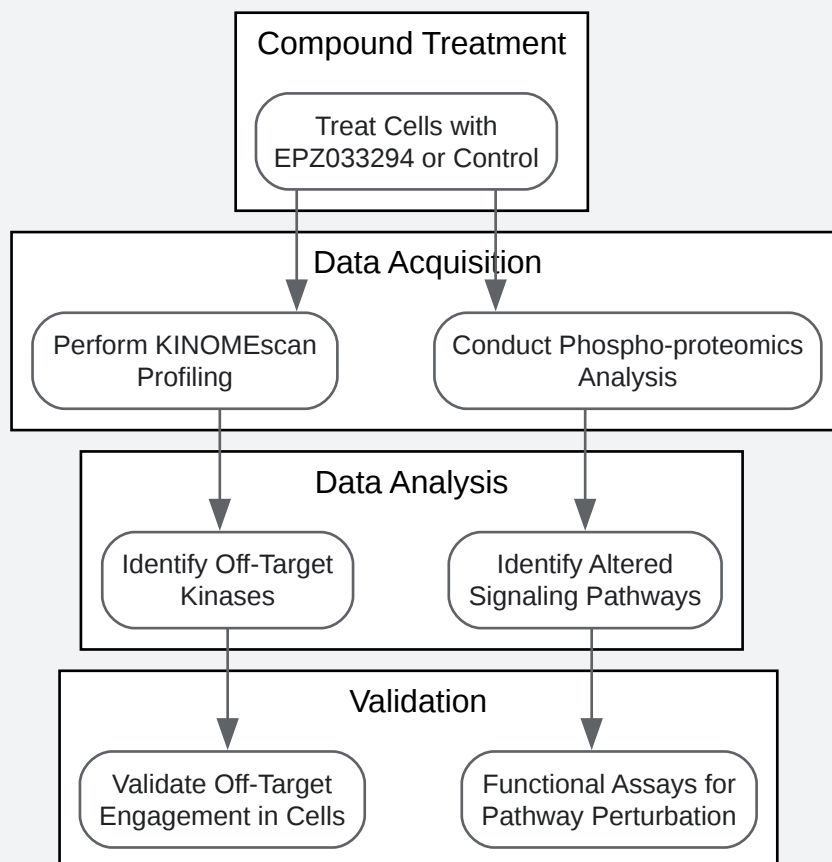 Compound Treatment
Treat Cells with
EPZ033294 or Control
Data Acquisition
Perform KINOMEscan
Profiling
Conduct Phospho-proteomics
Analysis
Data Analysis
Identify Off-Target
Kinases
Identify Altered
Signaling Pathways
Validation
Validate Off-Target
Engagement in Cells
Functional Assays for
Pathway Perturbation